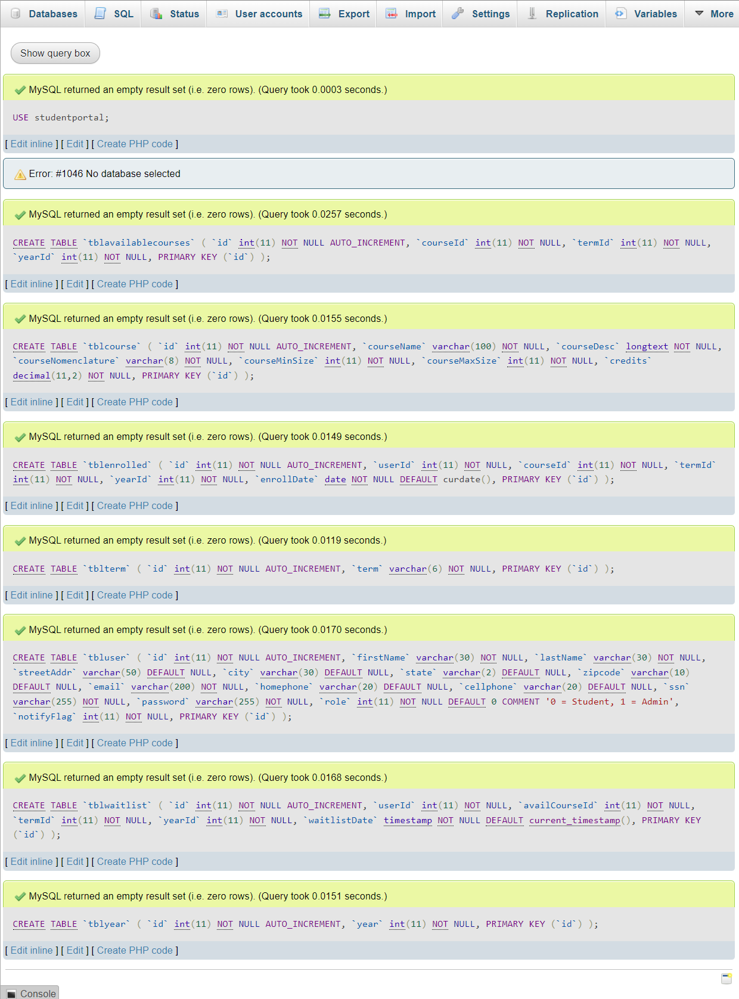 Databases SQL Status User accounts Export Import Settings Replication Variables More
Show query box
MySQL returned an empty result set (i.e. zero rows). (Query took 0.0003 seconds.)
USE studentportal;
[ Edit inline ] [ Edit ] [ Create PHP code ]
Error: #1046 No database selected
MySQL returned an empty result set (i.e. zero rows). (Query took 0.0257 seconds.)
CREATE TABLE `tblavailablecourses` ( `id` int(11) NOT NULL AUTO_INCREMENT, `courseId` int(11) NOT NULL, `termId` int(11) NOT NULL,
`yearId` int(11) NOT NULL, PRIMARY KEY (`id`) );
[ Edit inline ] [ Edit ] [ Create PHP code ]
MySQL returned an empty result set (i.e. zero rows). (Query took 0.0155 seconds.)
CREATE TABLE `tblcourse` ( `id` int(11) NOT NULL AUTO_INCREMENT, `courseName` varchar(100) NOT NULL, `courseDesc` longtext NOT NULL,
`courseNomenclature` varchar(8) NOT NULL, `courseMinSize` int(11) NOT NULL, `courseMaxSize` int(11) NOT NULL, `credits`
decimal(11,2) NOT NULL, PRIMARY KEY (`id`) );
[ Edit inline ] [ Edit ] [ Create PHP code ]
MySQL returned an empty result set (i.e. zero rows). (Query took 0.0149 seconds.)
CREATE TABLE `tblenrolled` ( `id` int(11) NOT NULL AUTO_INCREMENT, `userId` int(11) NOT NULL, `courseId` int(11) NOT NULL, `termId`
int(11) NOT NULL, `yearId` int(11) NOT NULL, `enrollDate` date NOT NULL DEFAULT curdate(), PRIMARY KEY (`id`) );
[ Edit inline ] [ Edit ] [ Create PHP code ]
MySQL returned an empty result set (i.e. zero rows). (Query took 0.0119 seconds.)
CREATE TABLE `tblterm` ( `id` int(11) NOT NULL AUTO_INCREMENT, `term` varchar(6) NOT NULL, PRIMARY KEY (`id`) );
[ Edit inline ] [ Edit ] [ Create PHP code ]
MySQL returned an empty result set (i.e. zero rows). (Query took 0.0170 seconds.)
CREATE TABLE `tbluser` ( `id` int(11) NOT NULL AUTO_INCREMENT, `firstName` varchar(30) NOT NULL, `lastName` varchar(30) NOT NULL,
`streetAddr` varchar(50) DEFAULT NULL, `city` varchar(30) DEFAULT NULL, `state` varchar(2) DEFAULT NULL, `zipcode` varchar(10)
DEFAULT NULL, `email` varchar(200) NOT NULL, `homephone` varchar(20) DEFAULT NULL, `cellphone` varchar(20) DEFAULT NULL, `ssn`
varchar(255) NOT NULL, `password` varchar(255) NOT NULL, `role` int(11) NOT NULL DEFAULT 0 COMMENT '0 = Student, 1 = Admin',
`notifyFlag` int(11) NOT NULL, PRIMARY KEY (`id`) );
[ Edit inline ] [ Edit ] [ Create PHP code ]
MySQL returned an empty result set (i.e. zero rows). (Query took 0.0168 seconds.)
CREATE TABLE `tblwaitlist` ( `id` int(11) NOT NULL AUTO_INCREMENT, `userId` int(11) NOT NULL, `availCourseId` int(11) NOT NULL,
`termId` int(11) NOT NULL, `yearId` int(11) NOT NULL, `waitlistDate` timestamp NOT NULL DEFAULT current_timestamp(), PRIMARY KEY
(`id`) );
[ Edit inline ] [ Edit ] [ Create PHP code ]
MySQL returned an empty result set (i.e. zero rows). (Query took 0.0151 seconds.)
CREATE TABLE `tblyear` ( `id` int(11) NOT NULL AUTO_INCREMENT, `year` int(11) NOT NULL, PRIMARY KEY (`id`) );
[ Edit inline ] [ Edit ] [ Create PHP code ]
Console